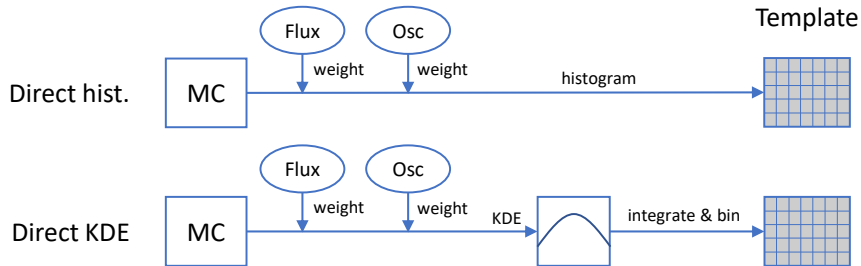 Template
Flux
Osc
weight
weight
Direct hist.
MC
histogram
Flux
Osc
weight
weight
Direct KDE
MC
KDE
integrate & bin